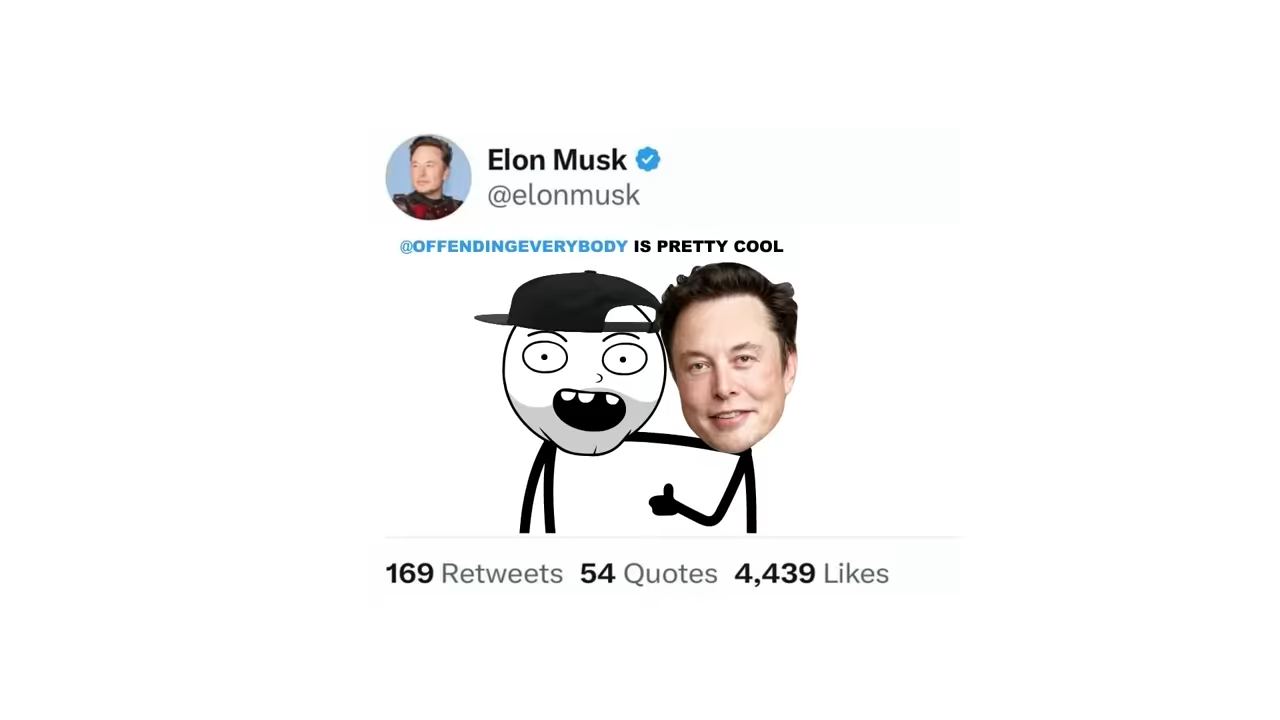 Elon Musk
@elonmusk
@OFFENDINGEVERYBODY IS PRETTY COOL
169 Retweets 54 Quotes 4,439 Likes